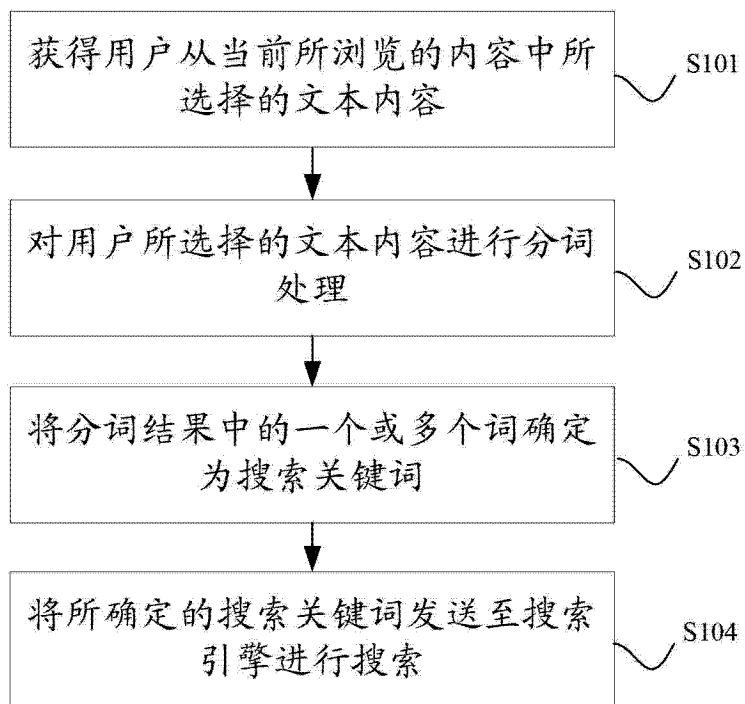 获得用户从当前所浏览的内容中所
选择的文本内容
S101
对用户所选择的文本内容进行分词
处理
S102
将分词结果中的一个或多个词确定
为搜索关键词
S103
将所确定的搜索关键词发送至搜索
引擎进行搜索
S104